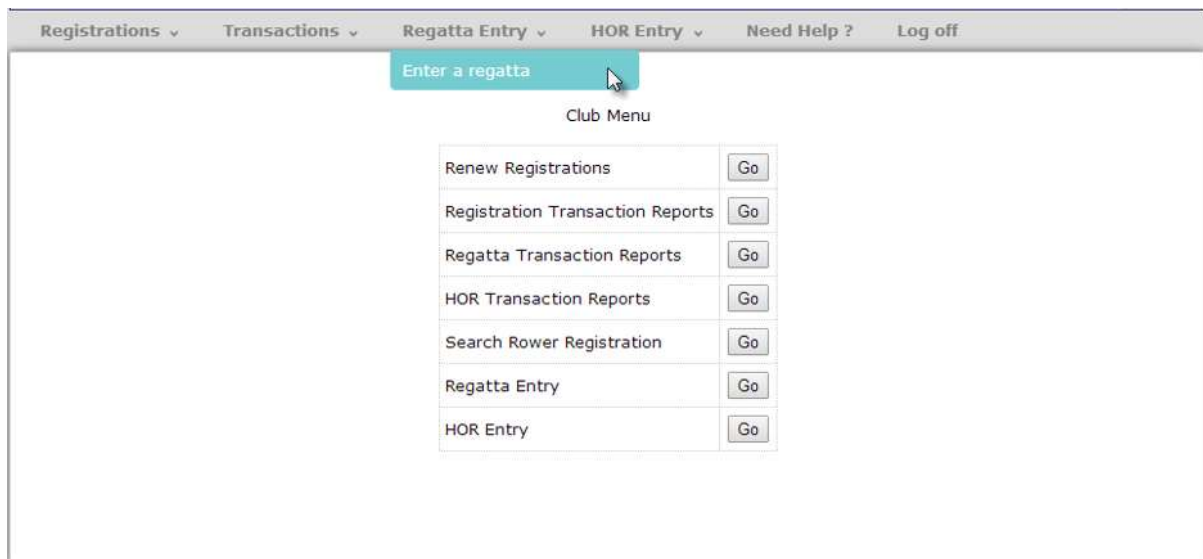 Registrations Transactions Regatta Entry HOR Entry Need Help ? Log off
Enter a regatta
Club Menu
Renew Registrations Go
Registration Transaction Reports Go
Regatta Transaction Reports Go
HOR Transaction Reports Go
Search Rower Registration Go
Regatta Entry Go
HOR Entry Go